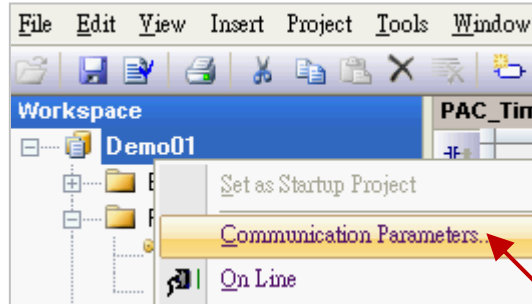 File Edit View Insert Project Tools Window
Workspace
PAC_Tim
Demo01
Set as Startup Project
Communication Parameters...
On Line